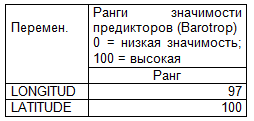 Перемен.
Ранги значимости
предикторов (Barotrop)
0 = низкая значимость;
100 = высокая
Ранг
LONGITUD 97
LATITUDE 100